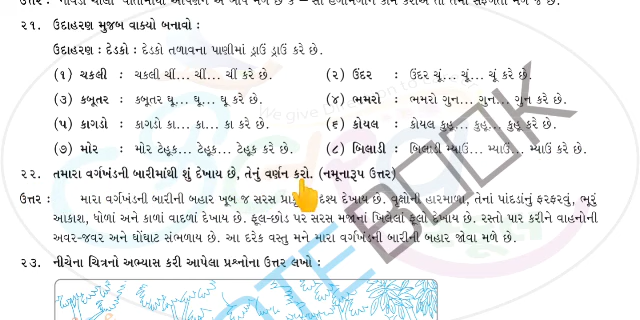 ૨૧. ઉદાહરણ મુજબ વાક્યો બનાવો :
ઉદાહરણ : દેડકો : દેડકો તળાવના પાણીમાં ડ્રાઉં ડ્રાઉં કરે છે.
(૧) ચકલી : ચકલી ચીં... ચીં... ચીં કરે છે. (૨) ઉંદર : ઉંદર ચૂં... ચૂં... ચૂં કરે છે.
(૩) કબૂતર : કબૂતર ઘૂ... ઘૂ... ઘૂ કરે છે. (૪) ભમરો : ભમરો ગુન... ગુન... ગુન કરે છે.
(૫) કાગડો : કાગડો કા... કા... કા કરે છે. (૬) કોયલ : કોયલ કુહૂ... કુહૂ... કુહૂ કરે છે.
(૭) મોર : મોર ટેહૂક... ટેહૂક... ટેહૂક કરે છે. (૮) બિલાડી : બિલાડી મ્યાઉં... મ્યાઉં... મ્યાઉં કરે છે.
૨૨. તમારા વર્ગખંડની બારીમાંથી શું દેખાય છે, તેનું વર્ણન કરો. (નમૂનારૂપ ઉત્તર)
ઉત્તર : મારા વર્ગખંડની બારીની બહાર ખૂબ જ સરસ દૃશ્ય દેખાય છે. વૃક્ષોની હારમાળા, તેનાં પાંદડાંનું ફરફરવું, ભૂરું
આકાશ, ધોળાં અને કાળાં વાદળાં દેખાય છે. ફૂલ-છોડ પર સરસ મજાનાં ખિલેલાં ફૂલો દેખાય છે. રસ્તો પાર કરીને વાહનોની
અવર-જવર અને ઘોંઘાટ સંભળાય છે. આ દરેક વસ્તુ મને મારા વર્ગખંડની બારીની બહાર જોવા મળે છે.
૨૩. નીચેના ચિત્રનો અભ્યાસ કરી આપેલા પ્રશ્નોના ઉત્તર લખો :